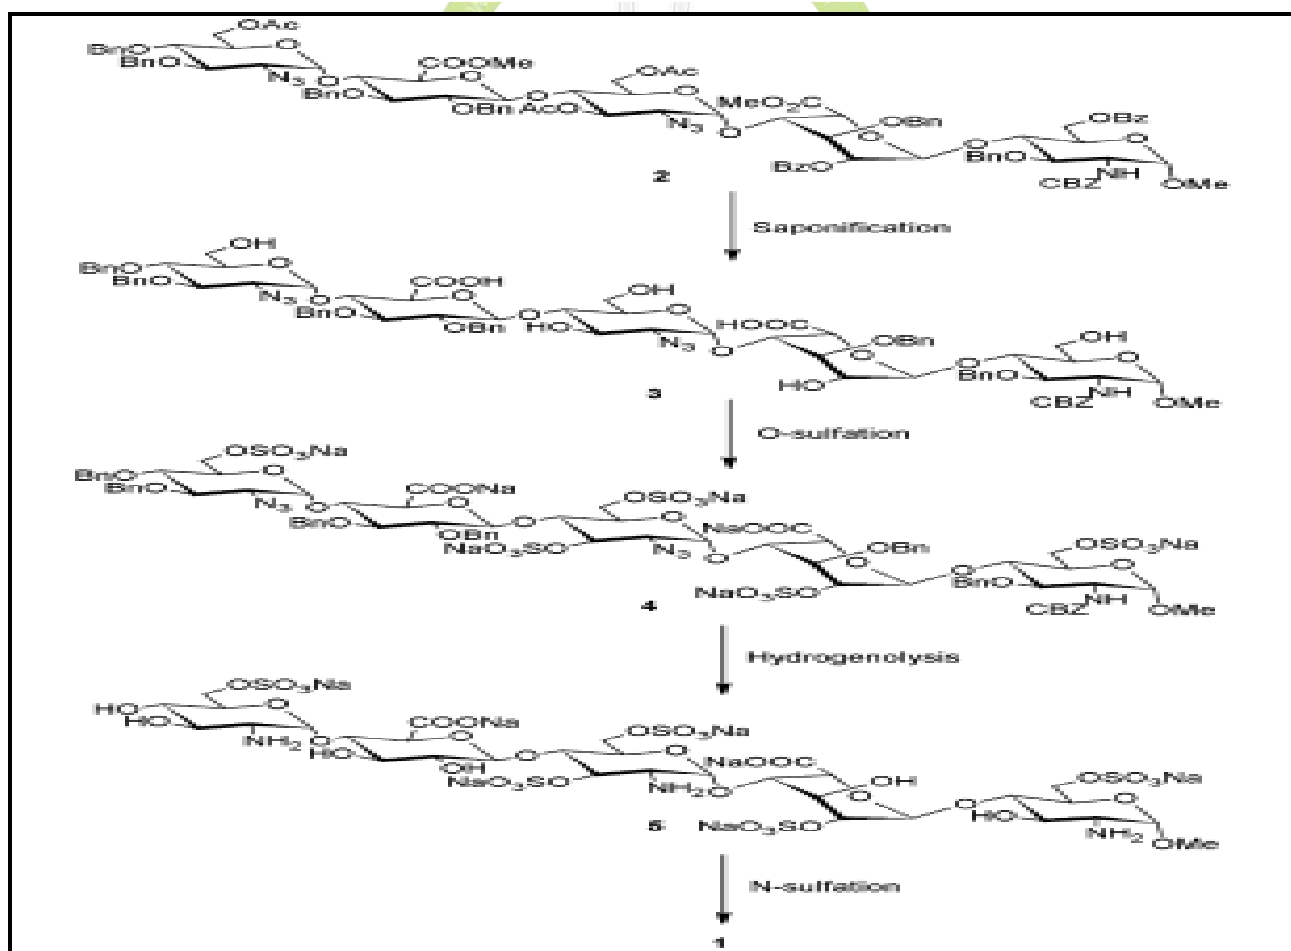 OAc
BnO
BnO
N3
O
O
COOMe
O
BnO
OBn
O
OAc
O
AcO
N3
O
MeO2C
O
OBn
BzO
O
OBz
O
BnO
NH
CBZ
OMe
2
Saponification
OH
BnO
BnO
O
N3
O
COOH
O
BnO
OBn
O
OH
O
HO
N3
O
HOOC
O
OBn
HO
O
OH
O
BnO
NH
CBZ
OMe
3
O-sulfation
OSO3Na
BnO
BnO
O
N3
O
COONa
O
BnO
OBn
O
OSO3Na
O
NaO3SO
N3
O
NaOOC
O
OBn
NaO3SO
O
OSO3Na
O
BnO
NH
CBZ
OMe
4
Hydrogenolysis
OSO3Na
HO
HO
O
NH2
O
COONa
O
HO
OH
O
OSO3Na
O
NaO3SO
NH2
O
NaOOC
O
OH
NaO3SO
O
OSO3Na
O
HO
NH2
OMe
5
N-sulfation
1